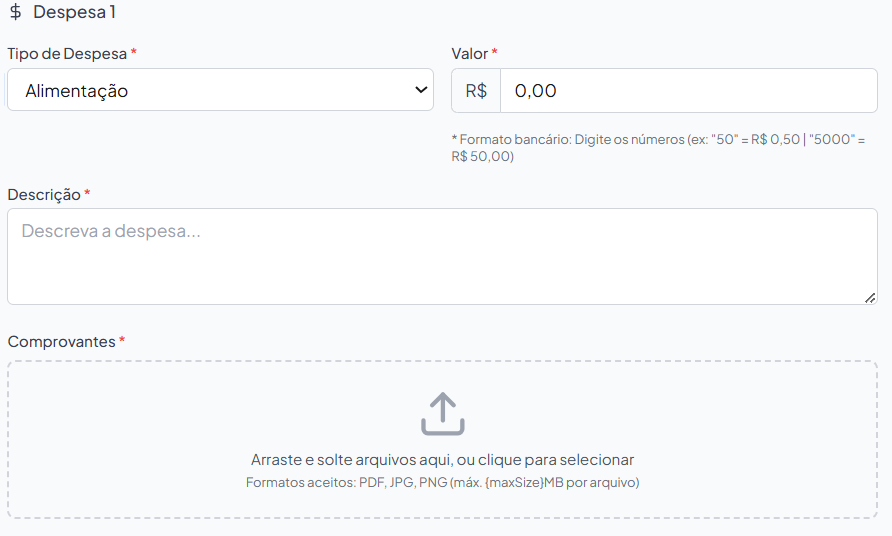 Despesa 1
Tipo de Despesa *
Valor *
Alimentação
R$ 0,00
* Formato bancário: Digite os números (ex: "50" = R$ 0,50 | "5000" =
R$ 50,00)
Descrição *
Descreva a despesa...
Comprovantes *
Arraste e solte arquivos aqui, ou clique para selecionar
Formatos aceitos: PDF, JPG, PNG (máx. {maxSize}MB por arquivo)